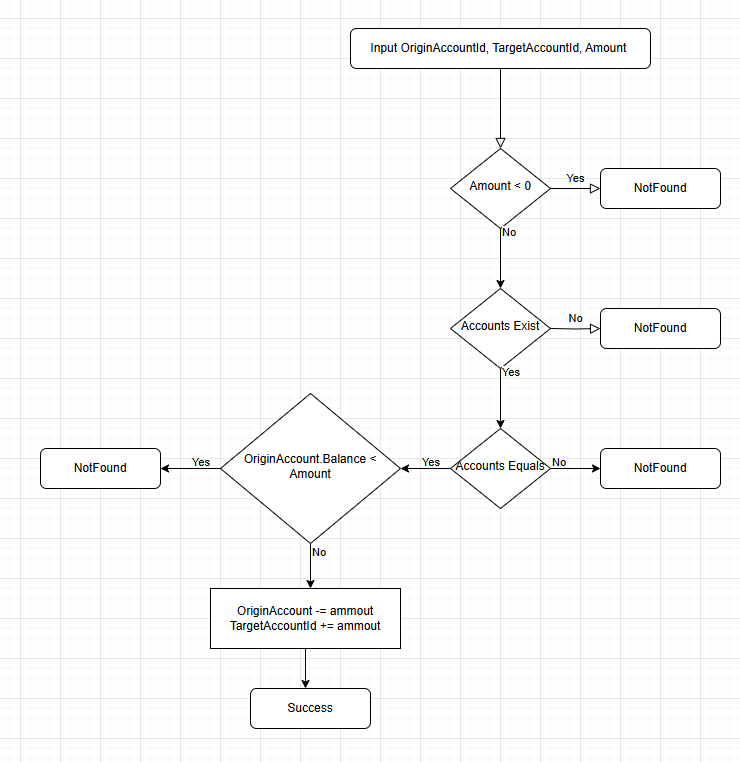 Input OriginAccountId, TargetAccountId, Amount
Amount < 0
Yes
NotFound
No
Accounts Exist
No
NotFound
Yes
Accounts Equals
No
NotFound
Yes
OriginAccount.Balance <
Amount
Yes
NotFound
No
OriginAccount -= ammout
TargetAccountId += ammout
Success